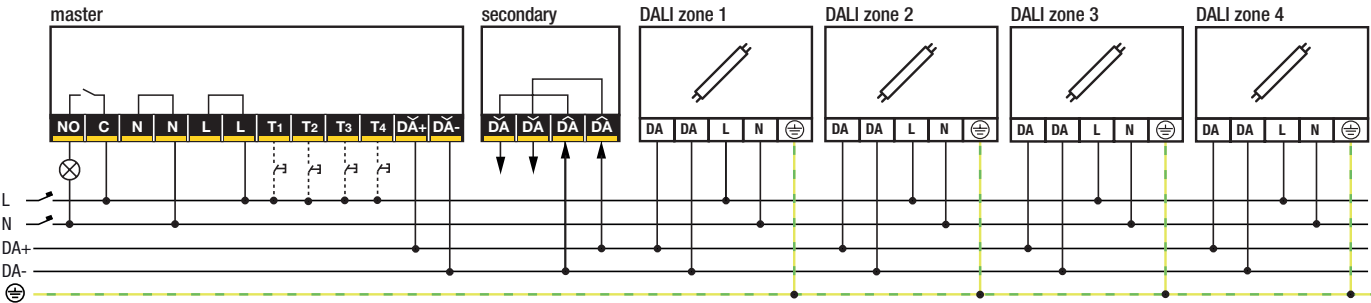 master secondary DALI zone 1 DALI zone 2 DALI zone 3 DALI zone 4
NO C N N L L T1 T2 T3 T4 DA+ DA- DA DA DA DA DA DA L N DA DA L N DA DA L N DA DA L N
L
N
DA+
DA-